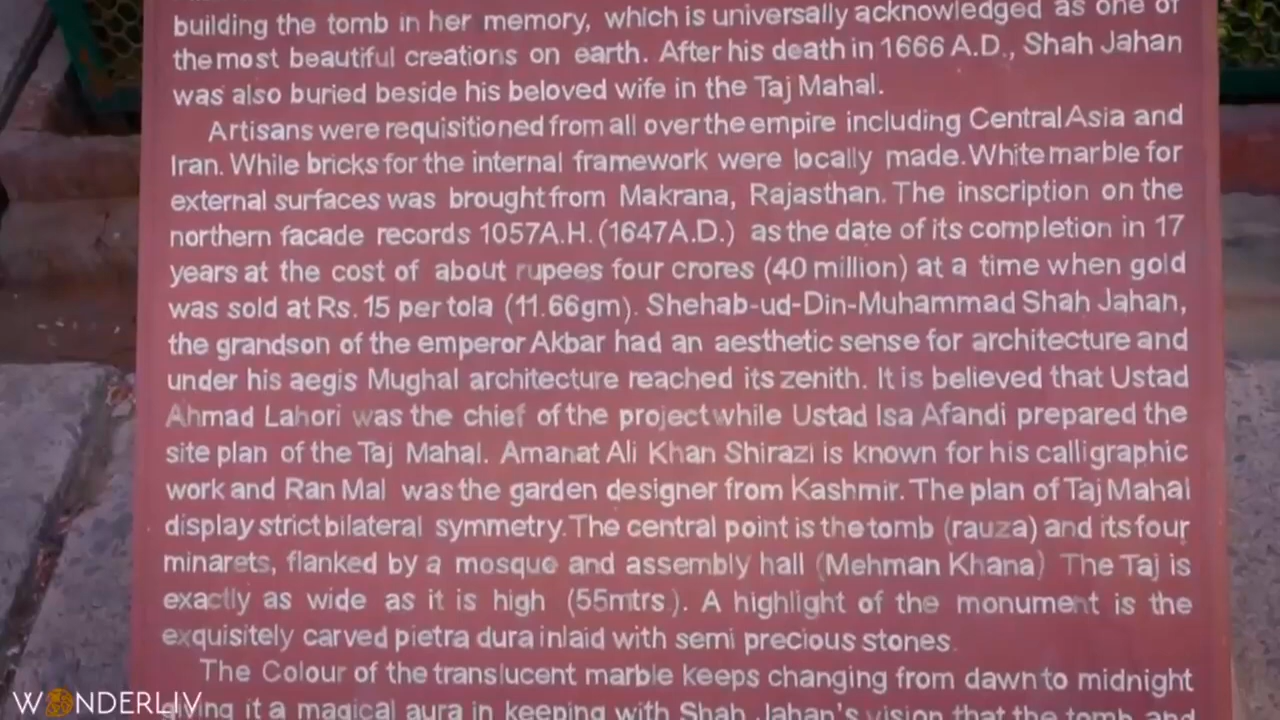 building the tomb in her memory, which is universally acknowledged as one of
the most beautiful creations on earth. After his death in 1666 A.D., Shah Jahan
was also buried beside his beloved wife in the Taj Mahal.
Artisans were requisitioned from all over the empire including Central Asia and
Iran. While bricks for the internal framework were locally made. White marble for
external surfaces was brought from Makrana, Rajasthan. The inscription on the
northern facade records 1057A.H. (1647A.D.) as the date of its completion in 17
years at the cost of about rupees four crores (40 million) at a time when gold
was sold at Rs. 15 per tola (11.66gm). Shehab-ud-Din-Muhammad Shah Jahan,
the grandson of the emperor Akbar had an aesthetic sense for architecture and
under his aegis Mughal architecture reached its zenith. It is believed that Ustad
Ahmad Lahori was the chief of the project while Ustad Isa Afandi prepared the
site plan of the Taj Mahal. Amanat Ali Khan Shirazi is known for his calligraphic
work and Ran Mal was the garden designer from Kashmir. The plan of Taj Mahal
display strict bilateral symmetry. The central point is the tomb (rauza) and its four
minarets, flanked by a mosque and assembly hall (Mehman Khana) The Taj is
exactly as wide as it is high (55mtrs). A highlight of the monument is the
exquisitely carved pietra dura inlaid with semi precious stones.
The Colour of the translucent marble keeps changing from dawn to midnight
giving it a magical aura in keeping with Shah Jahan's vision that the tomb and
WONDERLIV